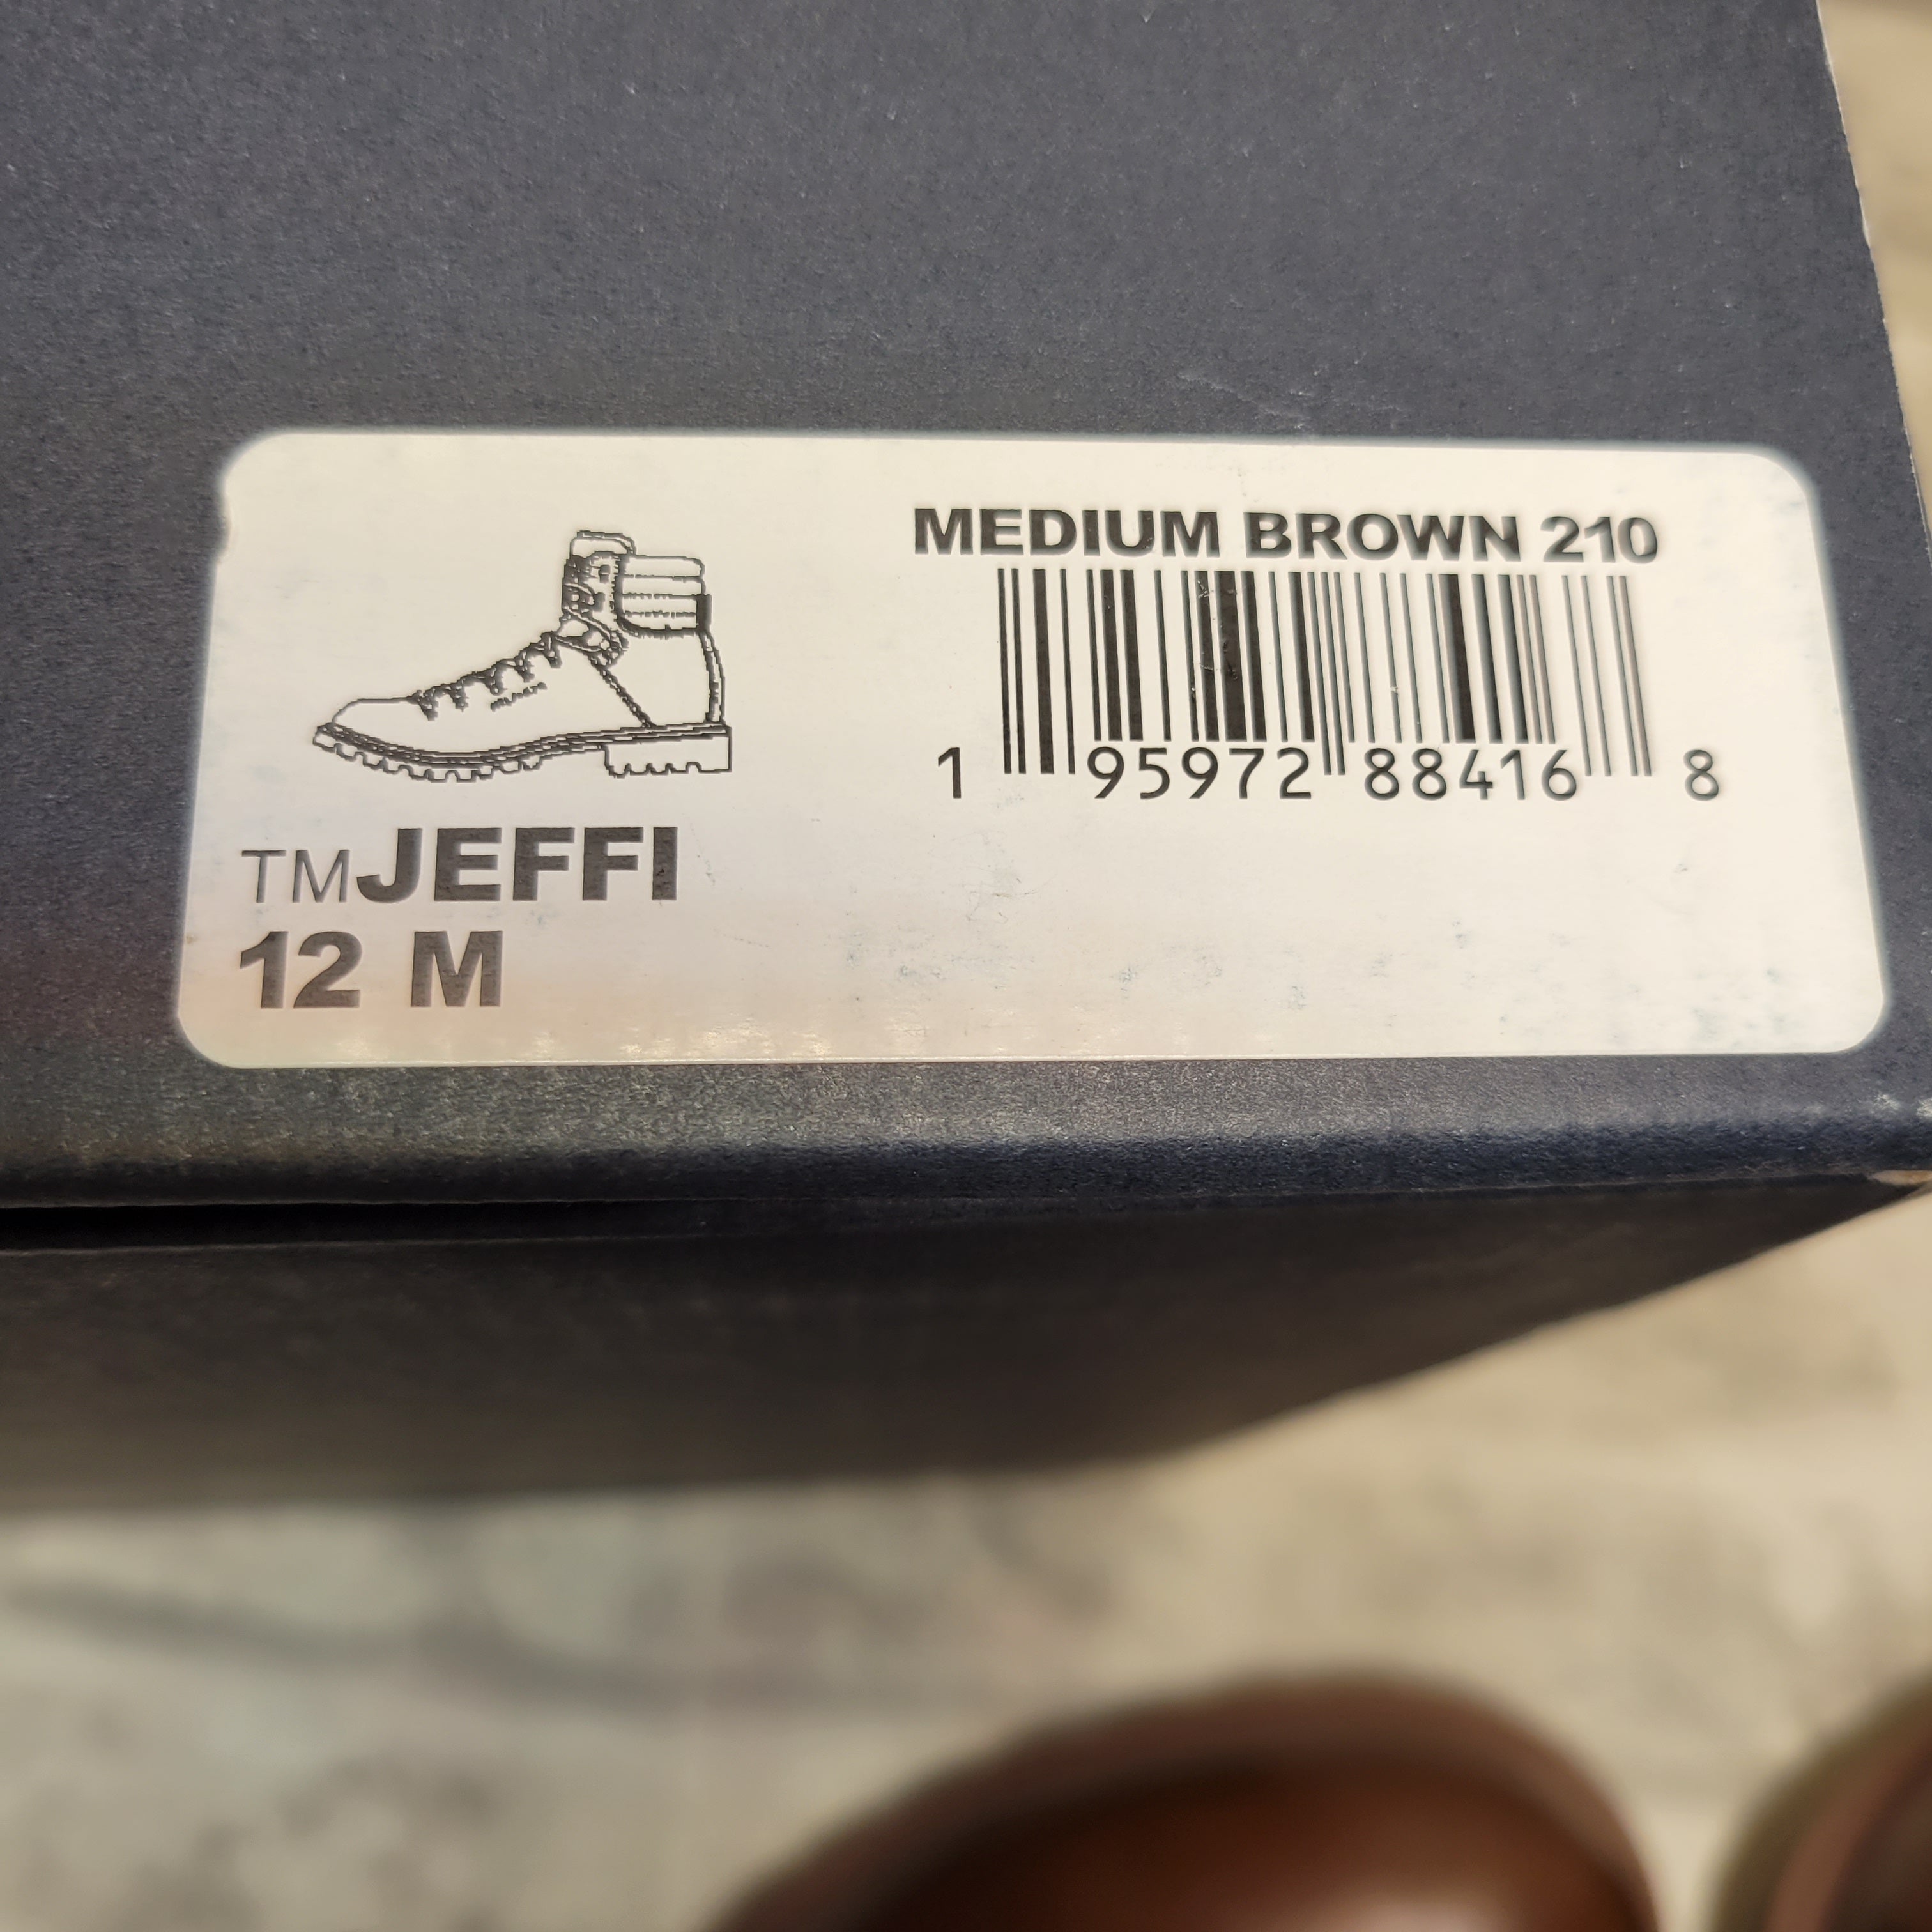 MEDIUM BROWN 210
1 95972 88416 8
TMJEFFI
12 M